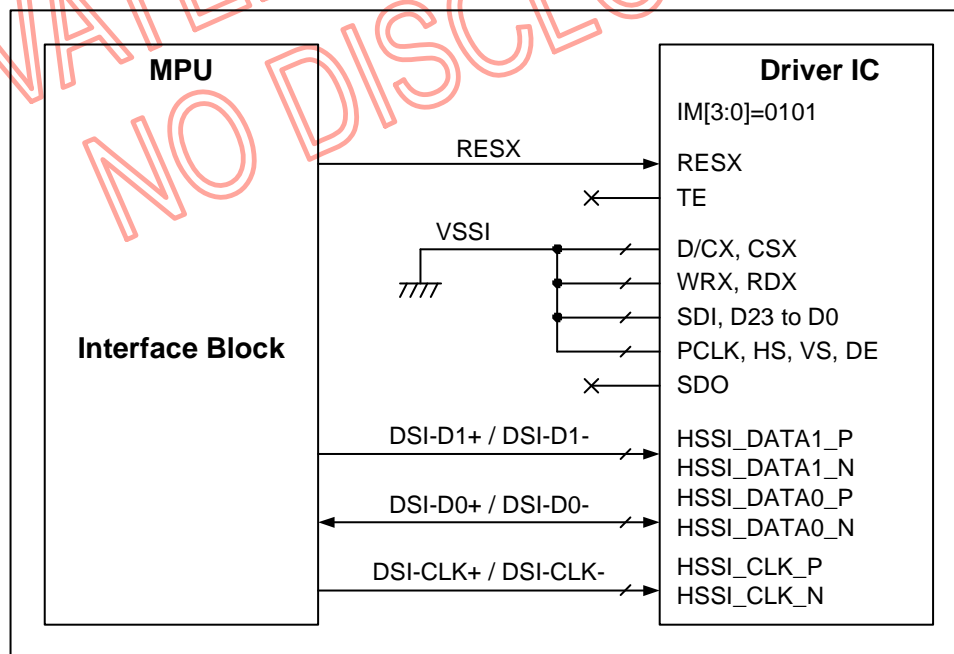 NO DISCLO
MPU
Driver IC
IM[3:0]=0101
RESX
RESX
TE
VSSI
D/CX, CSX
WRX, RDX
SDI, D23 to D0
Interface Block
PCLK, HS, VS, DE
SDO
DSI-D1+ / DSI-D1-
HSSI_DATA1_P
HSSI_DATA1_N
DSI-D0+ / DSI-D0-
HSSI_DATA0_P
HSSI_DATA0_N
DSI-CLK+ / DSI-CLK-
HSSI_CLK_P
HSSI_CLK_N